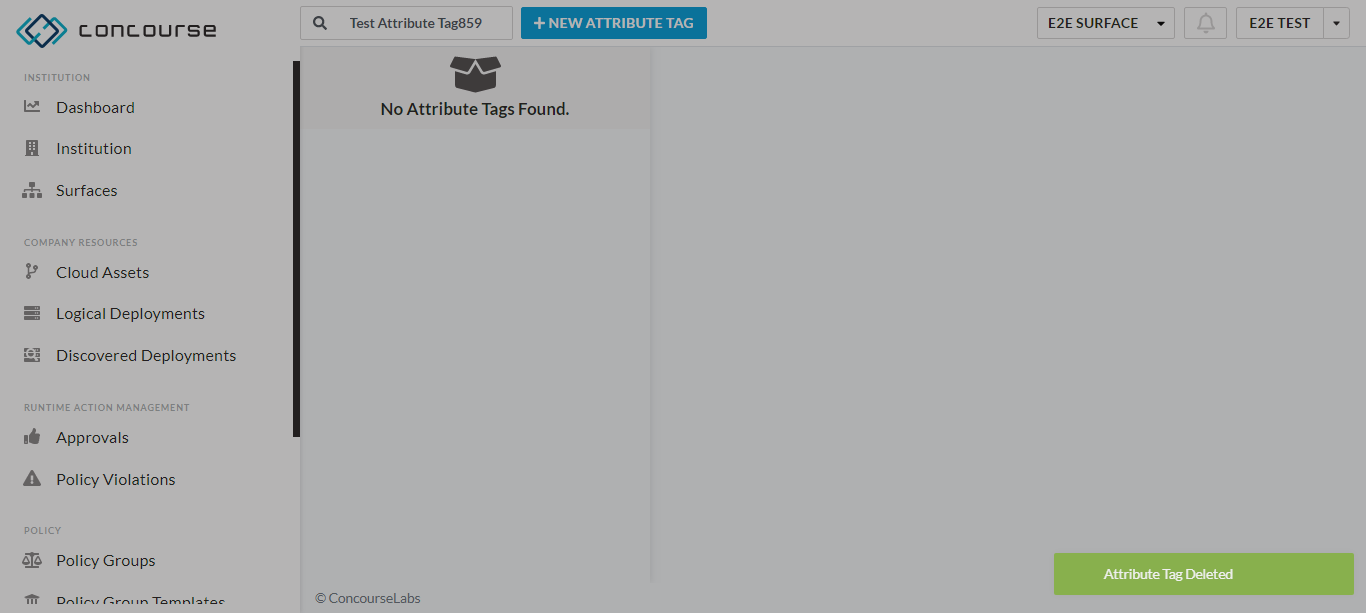 concourse
Test Attribute Tag859
NEW ATTRIBUTE TAG
E2E SURFACE
E2E TEST
INSTITUTION
Dashboard
Institution
Surfaces
COMPANY RESOURCES
Cloud Assets
Logical Deployments
Discovered Deployments
RUNTIME ACTION MANAGEMENT
Approvals
Policy Violations
POLICY
Policy Groups
Policy Group Templates
No Attribute Tags Found.
Attribute Tag Deleted
© ConcourseLabs